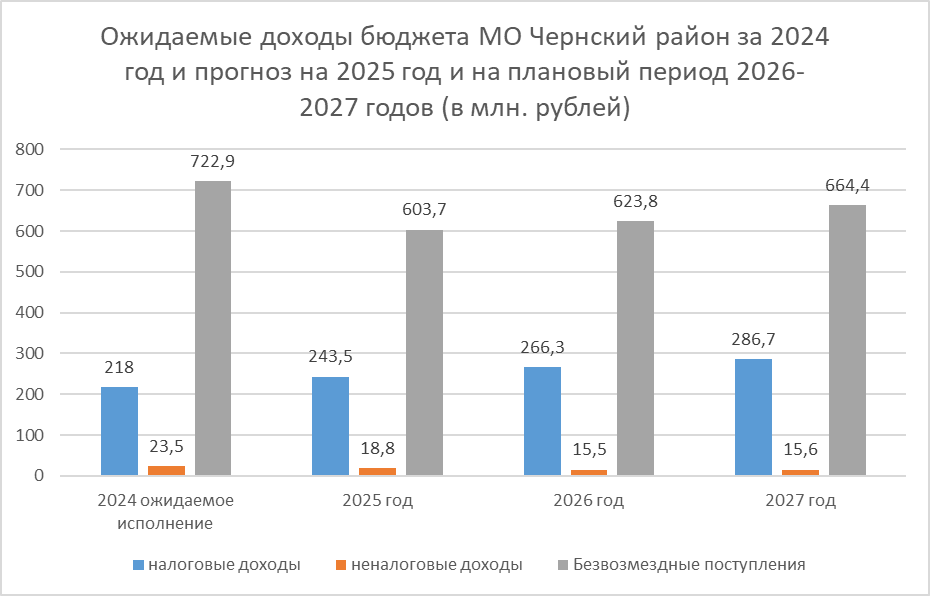 Ожидаемые доходы бюджета МО Чернский район за 2024
год и прогноз на 2025 год и на плановый период 2026-
2027 годов (в млн. рублей)
800
700
600
500
400
300
200
100
0
218
23,5
722,9
243,5
18,8
603,7
266,3
15,5
623,8
286,7
15,6
664,4
2024 ожидаемое
исполнение
2025 год
2026 год
2027 год
налоговые доходы
неналоговые доходы
Безвозмездные поступления